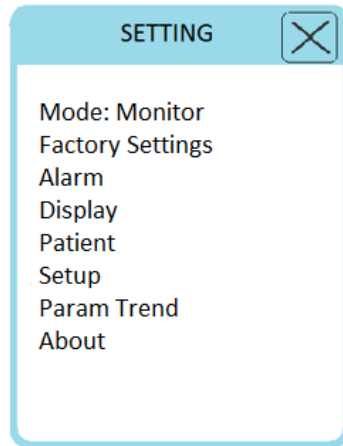 SETTING
Mode: Monitor
Factory Settings
Alarm
Display
Patient
Setup
Param Trend
About